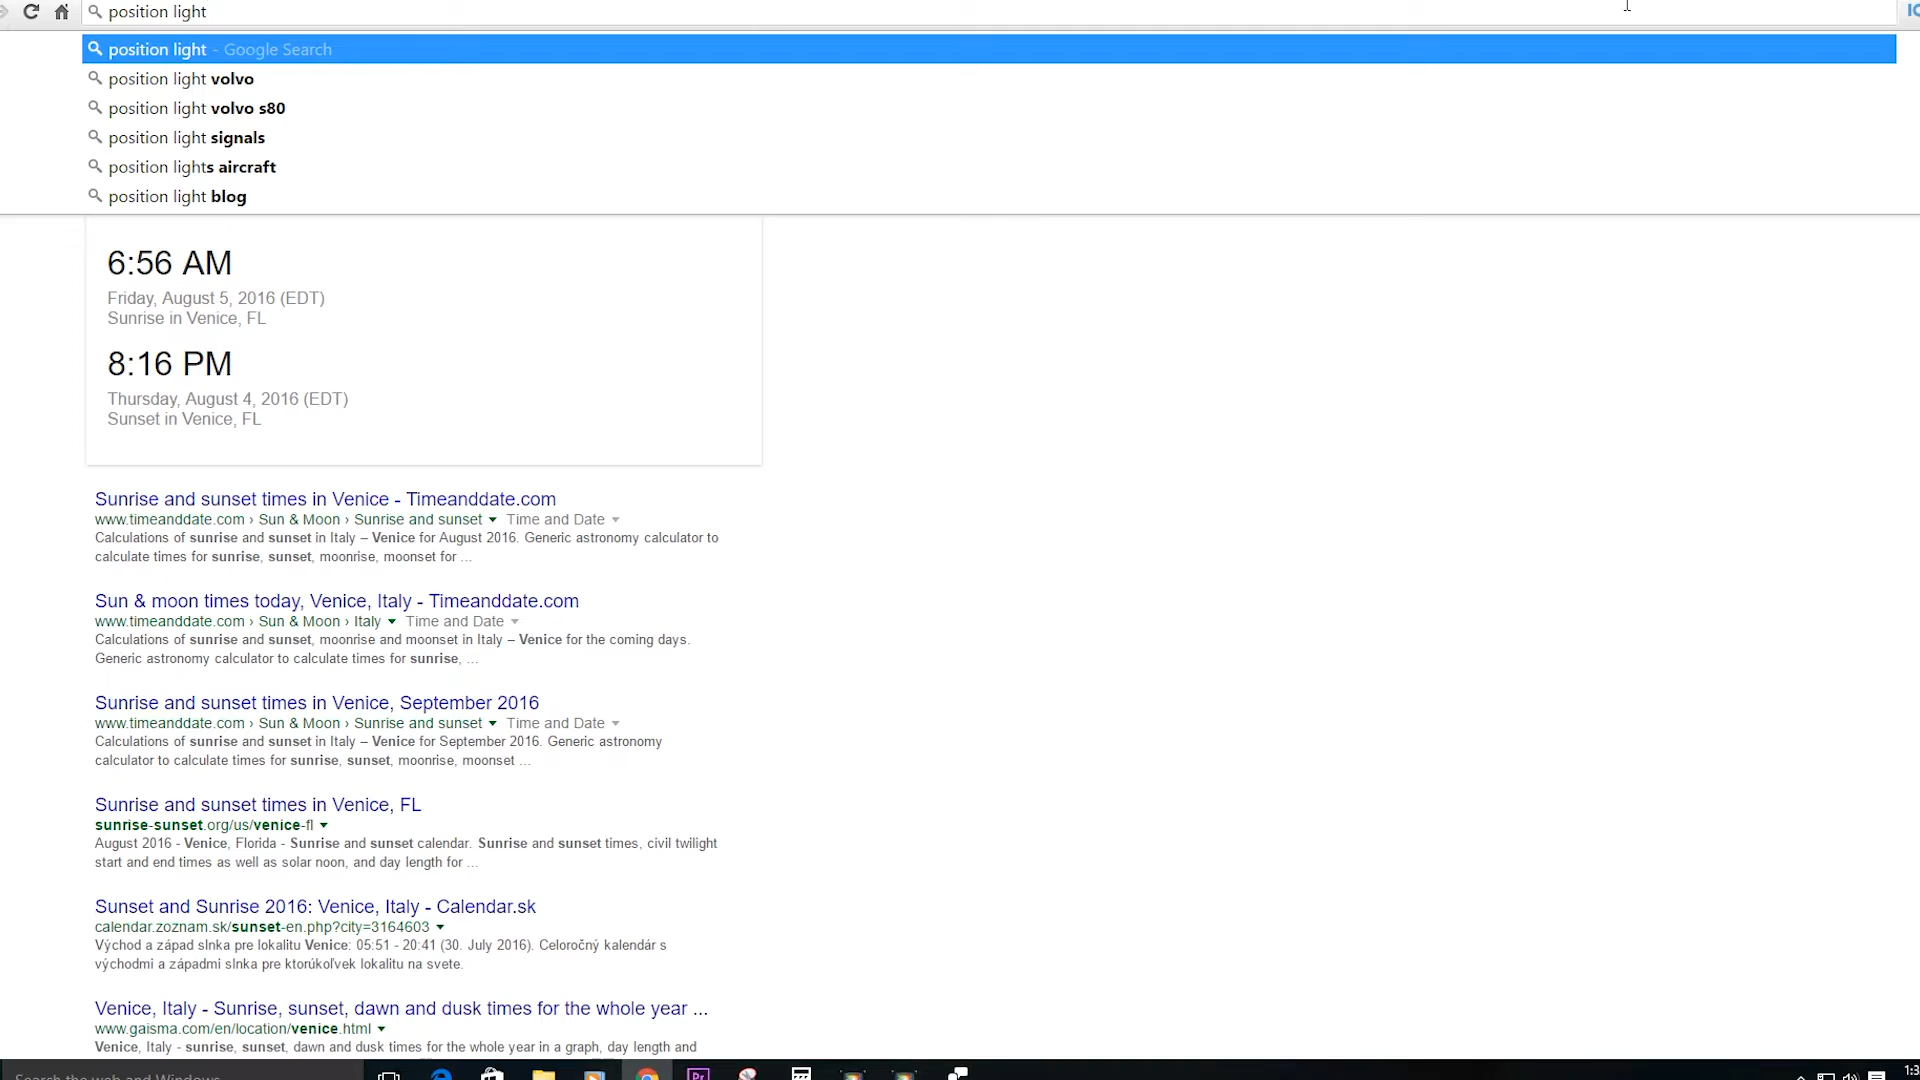 position light
position light - Google Search
position light volvo
position light volvo s80
position light signals
position lights aircraft
position light blog
6:56 AM
Friday, August 5, 2016 (EDT)
Sunrise in Venice, FL
8:16 PM
Thursday, August 4, 2016 (EDT)
Sunset in Venice, FL
Sunrise and sunset times in Venice - Timeanddate.com
www.timeanddate.com › Sun & Moon › Sunrise and sunset ▾ Time and Date ▾
Calculations of sunrise and sunset in Italy – Venice for August 2016. Generic astronomy calculator to
calculate times for sunrise, sunset, moonrise, moonset for ...
Sun & moon times today, Venice, Italy - Timeanddate.com
www.timeanddate.com › Sun & Moon › Italy ▾ Time and Date ▾
Calculations of sunrise and sunset, moonrise and moonset in Italy – Venice for the coming days.
Generic astronomy calculator to calculate times for sunrise, ...
Sunrise and sunset times in Venice, September 2016
www.timeanddate.com › Sun & Moon › Sunrise and sunset ▾ Time and Date ▾
Calculations of sunrise and sunset in Italy – Venice for September 2016. Generic astronomy
calculator to calculate times for sunrise, sunset, moonrise, moonset ...
Sunrise and sunset times in Venice, FL
sunrise-sunset.org/us/venice-fl ▾
August 2016 - Venice, Florida - Sunrise and sunset calendar. Sunrise and sunset times, civil twilight
start and end times as well as solar noon, and day length for ...
Sunset and Sunrise 2016: Venice, Italy - Calendar.sk
calendar.zoznam.sk/sunset-en.php?city=3164603 ▾
Východ a západ slnka pre lokalitu Venice: 05:51 - 20:41 (30. July 2016). Celoročný kalendár s
východmi a západmi slnka pre ktorúkoľvek lokalitu na svete.
Venice, Italy - Sunrise, sunset, dawn and dusk times for the whole year ...
www.gaisma.com/en/location/venice.html ▾
Venice, Italy - sunrise, sunset, dawn and dusk times for the whole year in a graph, day length and
Search the web and Windows
Pr
1:3